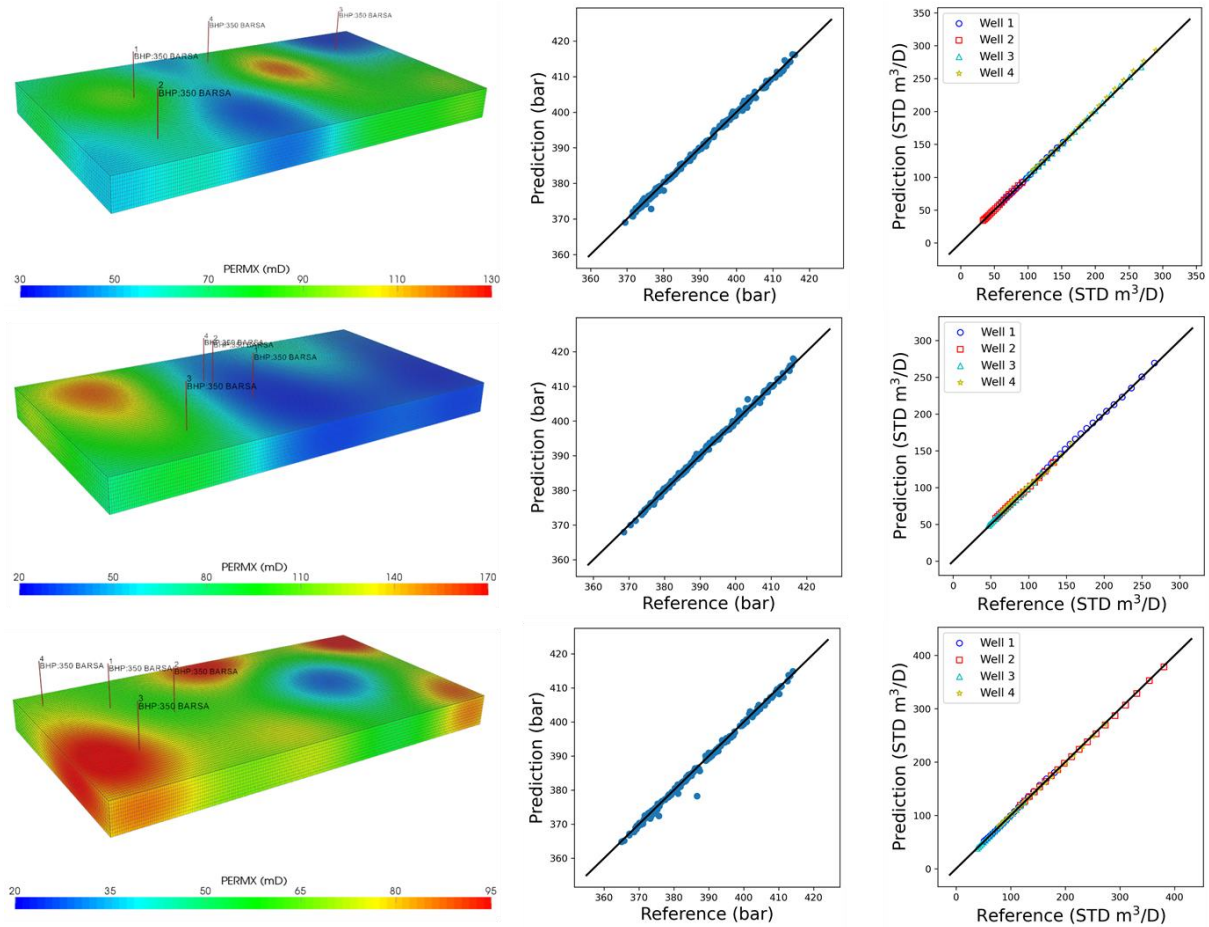 3
BHP:350 BARSA
4
BHP:350 BARSA
1
BHP:350 BARSA
2
BHP:350 BARSA
PERMX (mD)
30 50 70 90 110 130
Prediction (bar)
420
410
400
390
380
370
360
360 370 380 390 400 410 420
Reference (bar)
Prediction (STD m³/D)
350
300
250
200
150
100
50
0
Well 1
Well 2
Well 3
Well 4
0 50 100 150 200 250 300 350
Reference (STD m³/D)
4
BHP:350 BARSA
2
BHP:350 BARSA
1
BHP:350 BARSA
3
BHP:350 BARSA
PERMX (mD)
20 50 80 110 140 170
Prediction (bar)
420
410
400
390
380
370
360
360 370 380 390 400 410 420
Reference (bar)
Prediction (STD m³/D)
300
250
200
150
100
50
0
Well 1
Well 2
Well 3
Well 4
0 50 100 150 200 250 300
Reference (STD m³/D)
4
BHP:350 BARSA
1
BHP:350 BARSA
2
BHP:350 BARSA
3
BHP:350 BARSA
PERMX (mD)
20 35 50 65 80 95
Prediction (bar)
420
410
400
390
380
370
360
360 370 380 390 400 410 420
Reference (bar)
Prediction (STD m³/D)
400
300
200
100
0
Well 1
Well 2
Well 3
Well 4
0 100 200 300 400
Reference (STD m³/D)